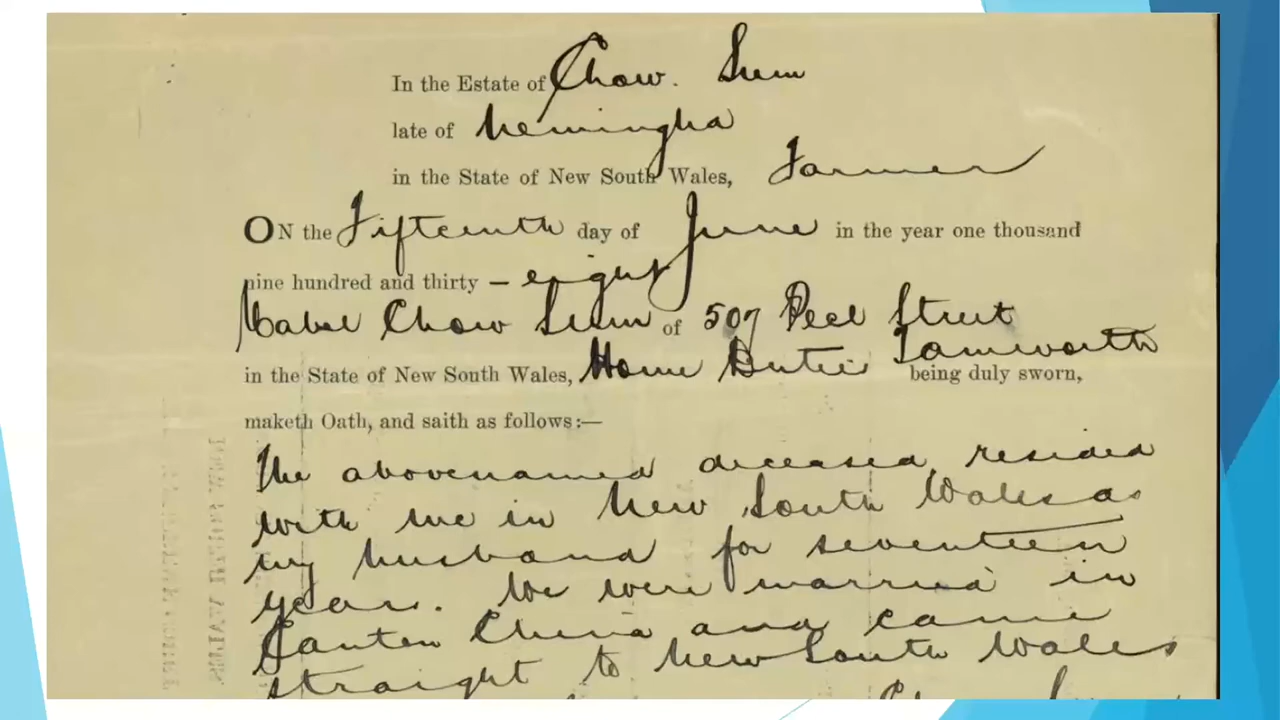 In the Estate of Chow. Sum
late of Nemingha
in the State of New South Wales, Farmer
ON the Fifteenth day of June in the year one thousand
nine hundred and thirty - eight
Mabel Chow Sum of 507 Peel Street
Tamworth
in the State of New South Wales, Home Duties being duly sworn,
maketh Oath, and saith as follows:—
The abovenamed deceased resided
with me in New South Wales as
my husband for seventeen
years. We were married in
Canton China and came
straight to New South Wales